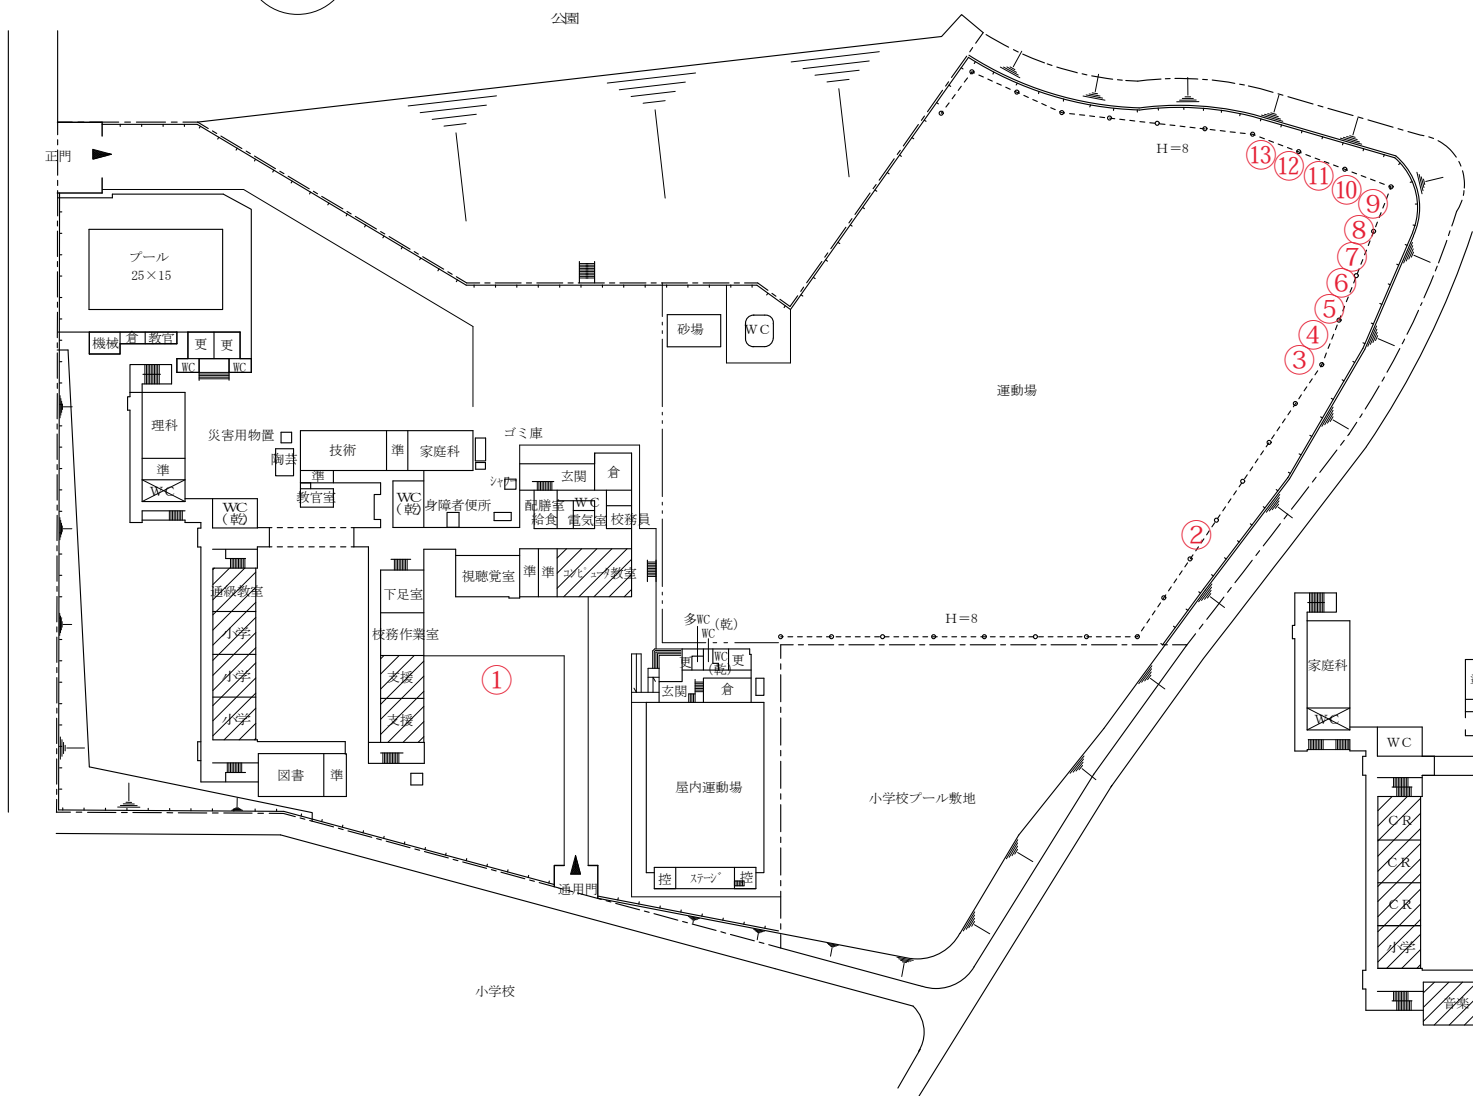 公園
正門
H=8
⑬
⑫
⑪
⑩
⑨
⑧
⑦
⑥
⑤
④
③
②
プール
25×15
機械
倉
教官
更
更
WC
WC
砂場
WC
運動場
理科
準
WC
災害用物置
陶芸
技術
準
家庭科
準
教官室
ゴミ庫
シャワー
玄関
倉
WC
(乾)
WC
(乾)
身障者便所
配膳室
給食
WC
電気室
校務員
通級教室
小学
小学
小学
下足室
校務作業室
支援
支援
視聴覚室
準
準
コンピュータ教室
①
H=8
多WC
(乾)
WC
更
WC
(乾)
更
玄関
倉
屋内運動場
控
ステージ
控
図書
準
通用門
小学校プール敷地
小学校
家庭科
WC
WC
CR
CR
CR
小学
音楽